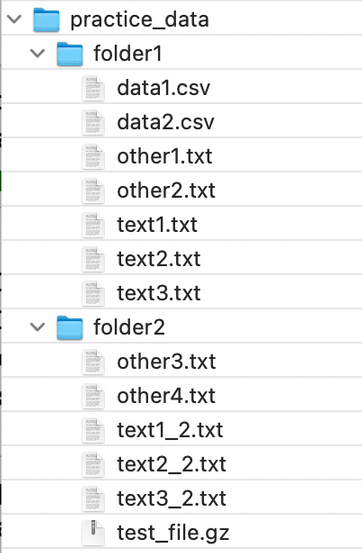 practice_data
folder1
data1.csv
data2.csv
other1.txt
other2.txt
text1.txt
text2.txt
text3.txt
folder2
other3.txt
other4.txt
text1_2.txt
text2_2.txt
text3_2.txt
test_file.gz